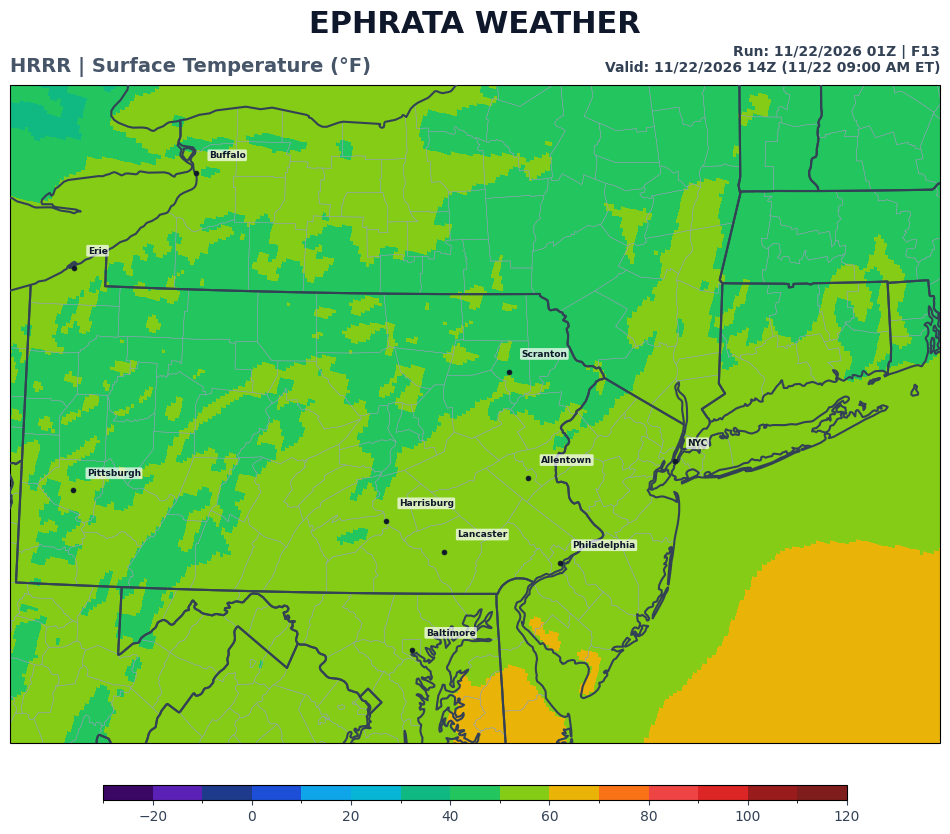 EPHRATA WEATHER
HRRR | Surface Temperature (°F)
Run: 11/22/2026 01Z | F13
Valid: 11/22/2026 14Z (11/22 09:00 AM ET)
Buffalo
Erie
Scranton
NYC
Allentown
Pittsburgh
Harrisburg
Lancaster
Philadelphia
Baltimore
−20 0 20 40 60 80 100 120